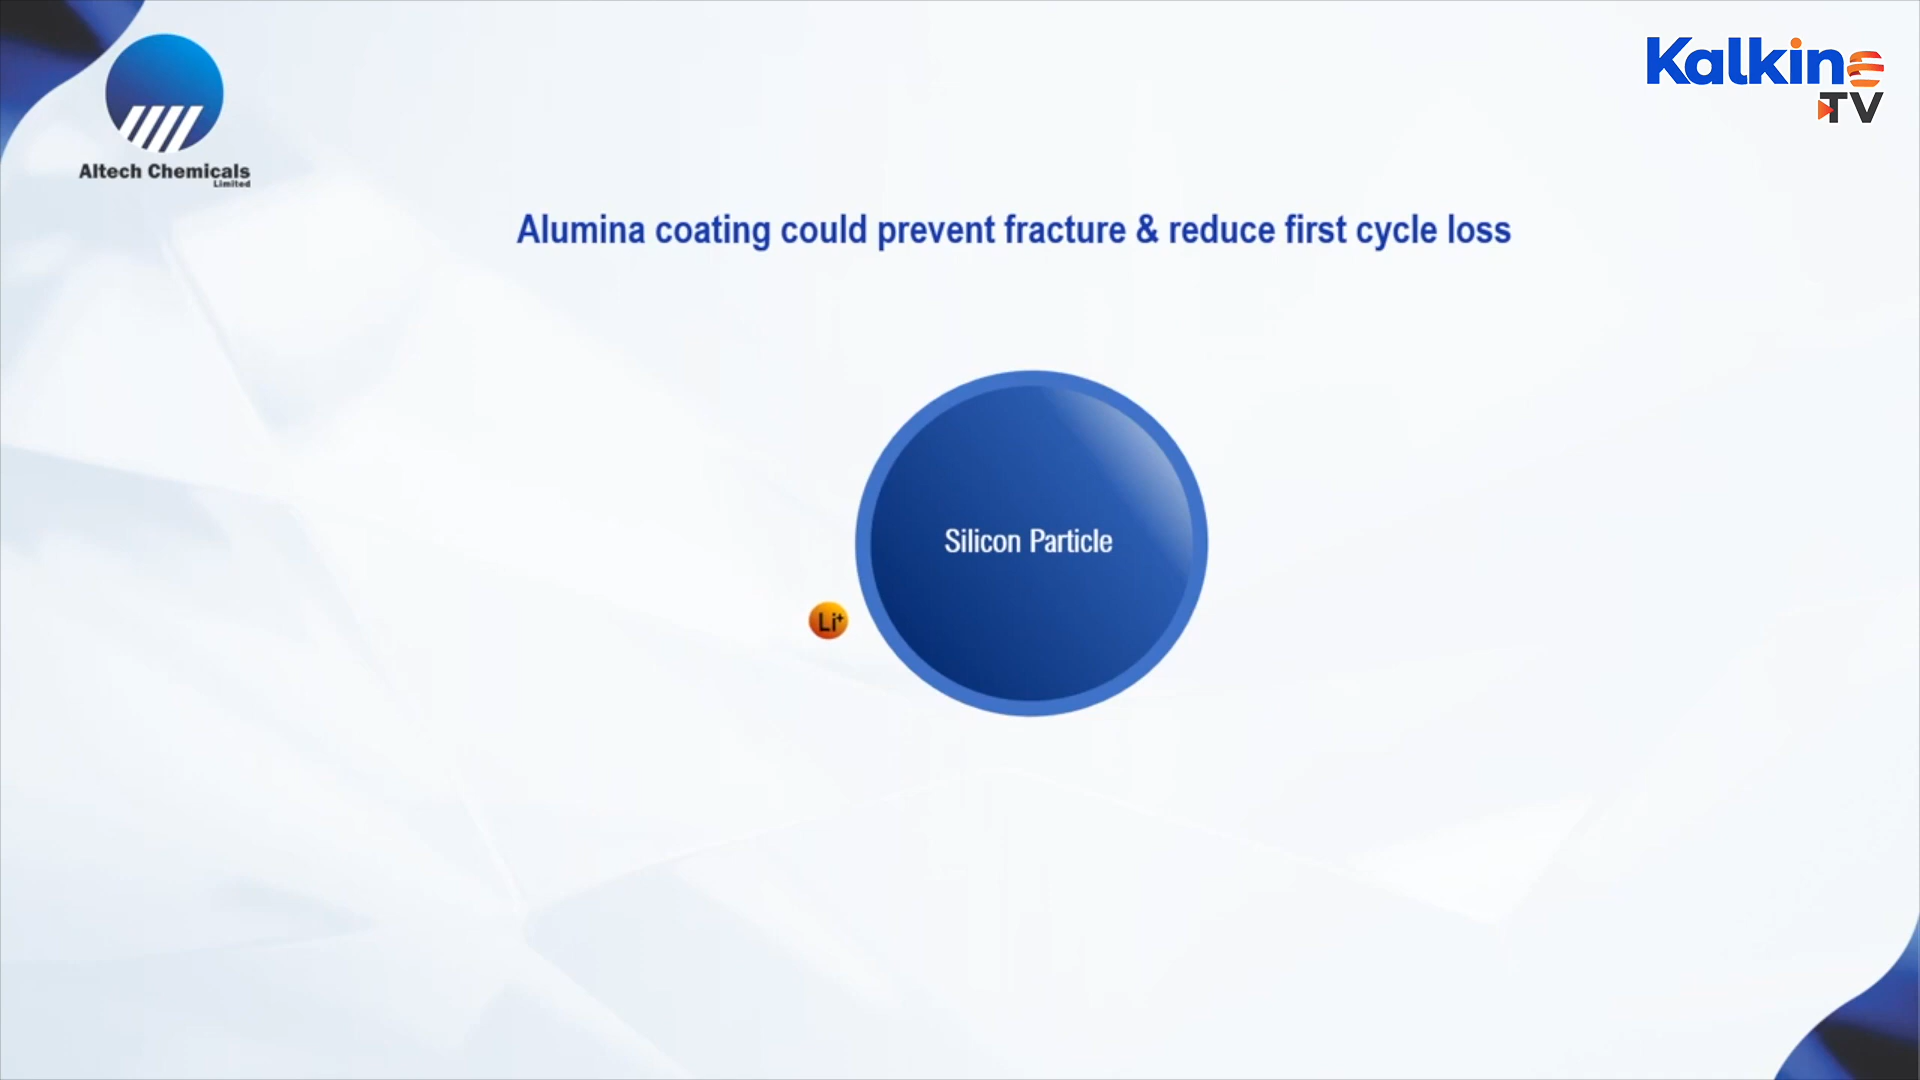 Altech Chemicals
Limited
Kalkine
TV
Alumina coating could prevent fracture & reduce first cycle loss
Silicon Particle
Li⁺